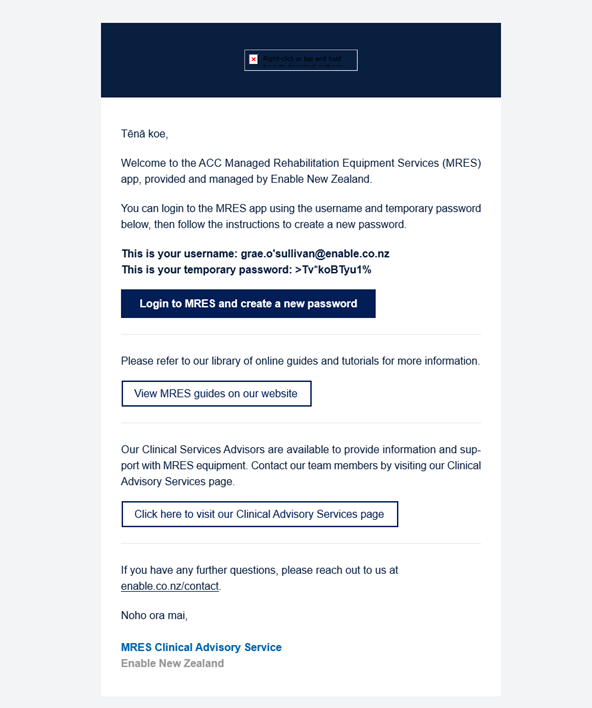 Right-click or tap and hold
Tēnā koe,
Welcome to the ACC Managed Rehabilitation Equipment Services (MRES)
app, provided and managed by Enable New Zealand.
You can login to the MRES app using the username and temporary password
below, then follow the instructions to create a new password.
This is your username: grae.o'sullivan@enable.co.nz
This is your temporary password: >Tv*koBTyu1%
Login to MRES and create a new password
Please refer to our library of online guides and tutorials for more information.
View MRES guides on our website
Our Clinical Services Advisors are available to provide information and sup-
port with MRES equipment. Contact our team members by visiting our Clinical
Advisory Services page.
Click here to visit our Clinical Advisory Services page
If you have any further questions, please reach out to us at
enable.co.nz/contact.
Noho ora mai,
MRES Clinical Advisory Service
Enable New Zealand